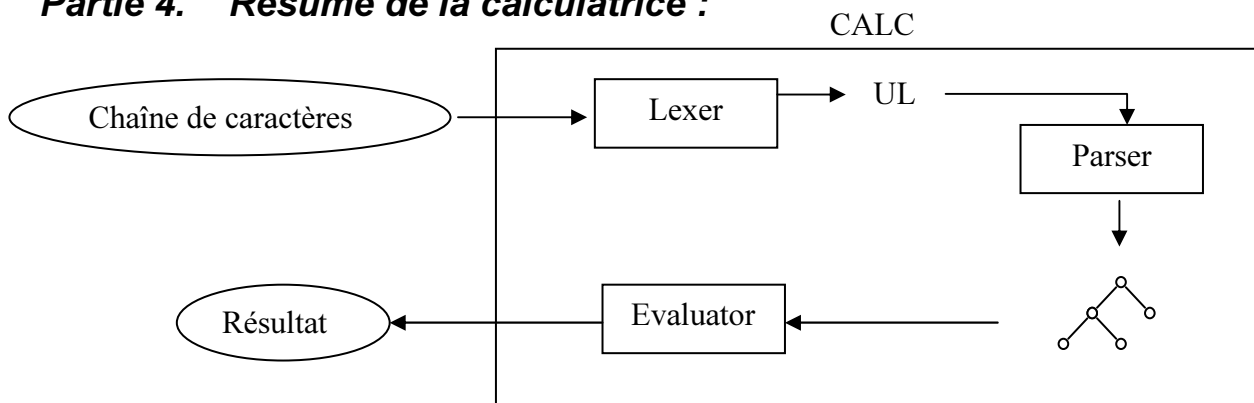 Partie 4. Résumé de la calculatrice :
CALC
Chaîne de caractères
Lexer
UL
Parser
Résultat
Evaluator